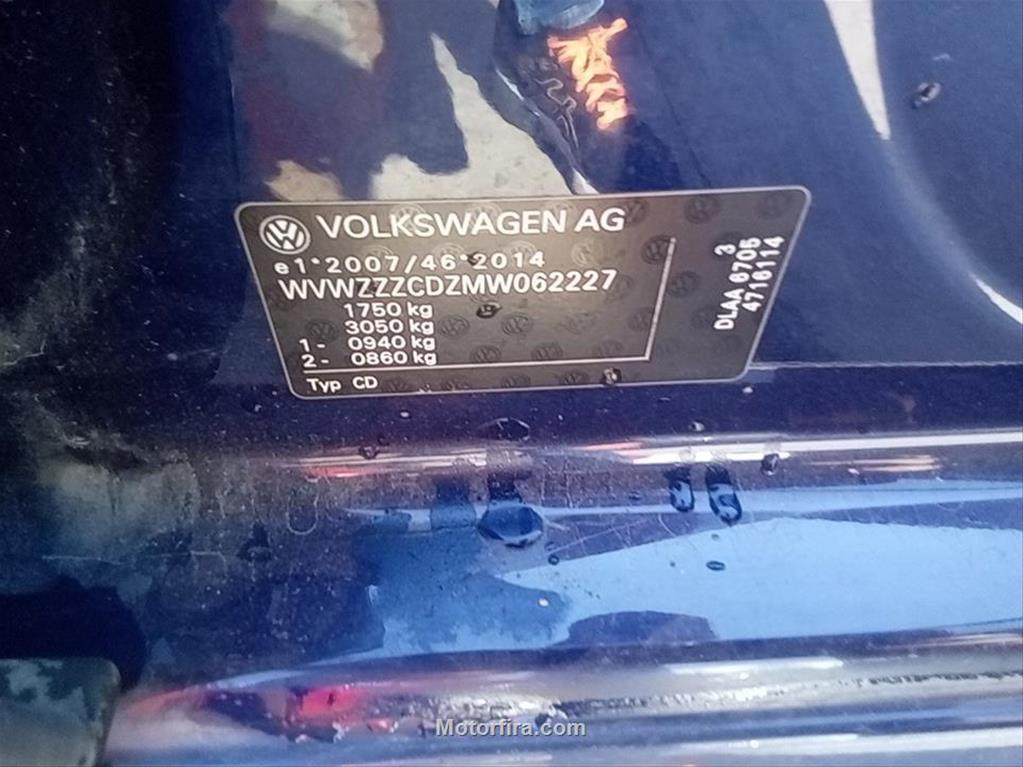 VOLKSWAGEN AG
e1*2007/46*2014
WVWZZZCDZMW062227
1750 kg
3050 kg
1- 0940 kg
2- 0860 kg
Typ CD
3
DLAA 6705
4716114
Motorfira.com